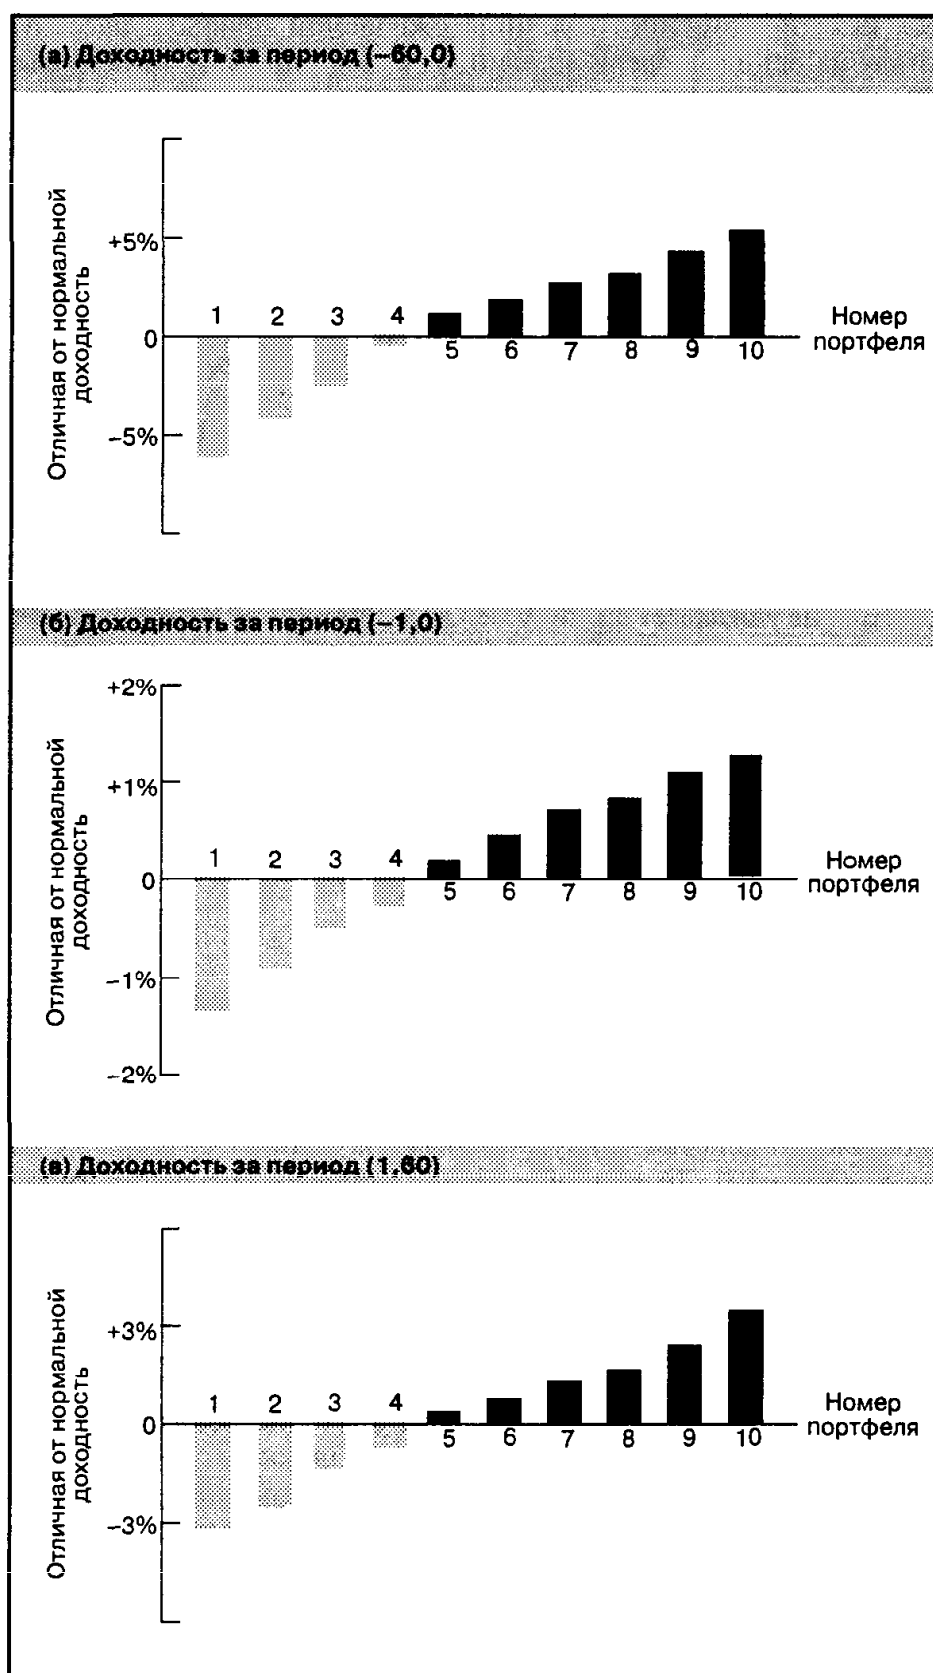 (а) Доходность за период (–60,0)
Отличная от нормальной
доходность
+5%
0
–5%
1 2 3 4
5 6 7 8 9 10
Номер
портфеля
(б) Доходность за период (–1,0)
Отличная от нормальной
доходность
+2%
+1%
0
–1%
–2%
1 2 3 4
5 6 7 8 9 10
Номер
портфеля
(в) Доходность за период (1,60)
Отличная от нормальной
доходность
+3%
0
–3%
1 2 3 4
5 6 7 8 9 10
Номер
портфеля